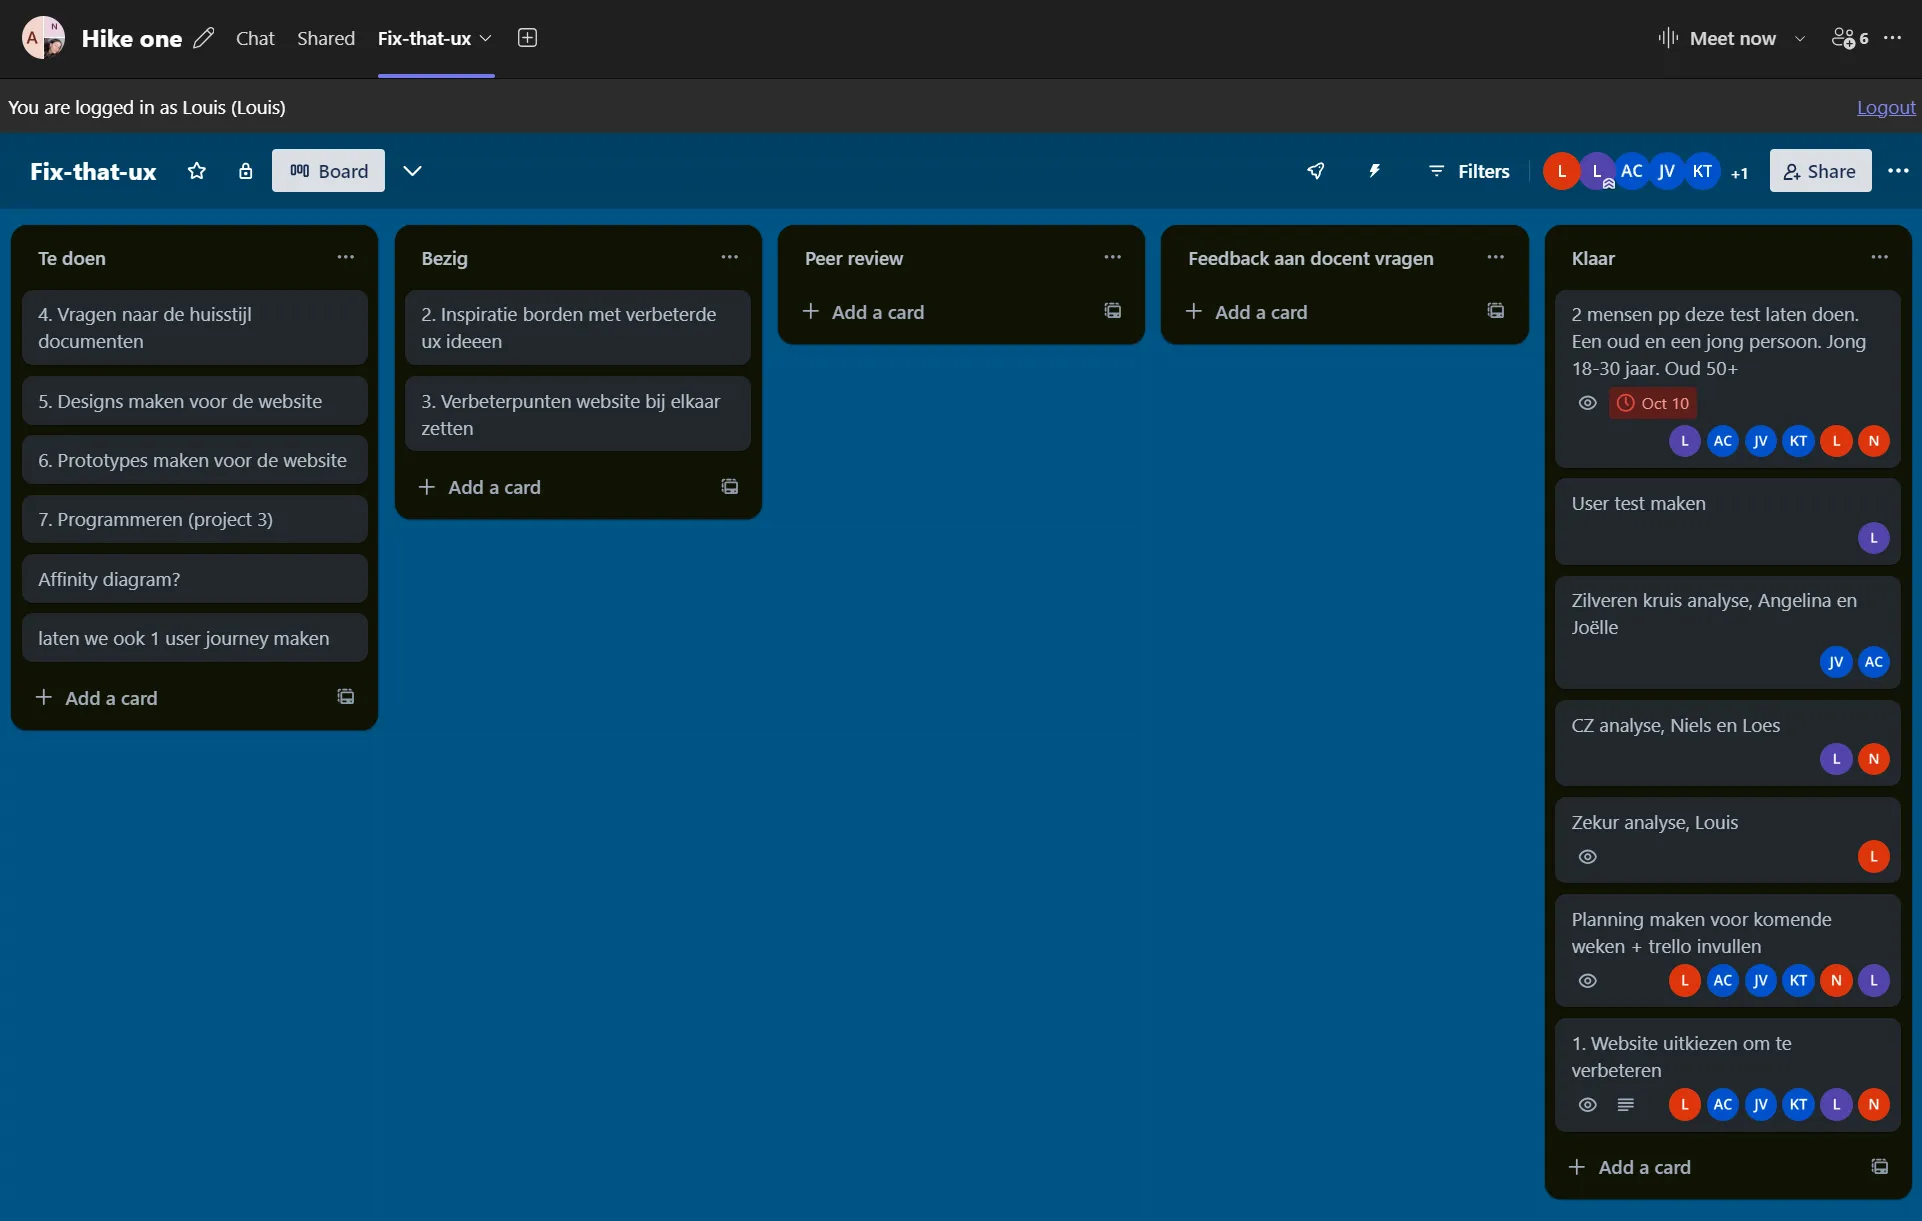 A
N
Hike one
Chat
Shared
Fix-that-ux
Meet now
6
You are logged in as Louis (Louis)
Logout
Fix-that-ux
Board
Filters
L
L
AC
JV
KT
+1
Share
Te doen
4. Vragen naar de huisstijl
documenten
5. Designs maken voor de website
6. Prototypes maken voor de website
7. Programmeren (project 3)
Affinity diagram?
laten we ook 1 user journey maken
Add a card
Bezig
2. Inspiratie borden met verbeterde
ux ideeen
3. Verbeterpunten website bij elkaar
zetten
Add a card
Peer review
Add a card
Feedback aan docent vragen
Add a card
Klaar
2 mensen pp deze test laten doen.
Een oud en een jong persoon. Jong
18-30 jaar. Oud 50+
Oct 10
L AC JV KT L N
User test maken
L
Zilveren kruis analyse, Angelina en
Joëlle
JV AC
CZ analyse, Niels en Loes
L N
Zekur analyse, Louis
L
Planning maken voor komende
weken + trello invullen
L AC JV KT N L
1. Website uitkiezen om te
verbeteren
L AC JV KT L N
Add a card